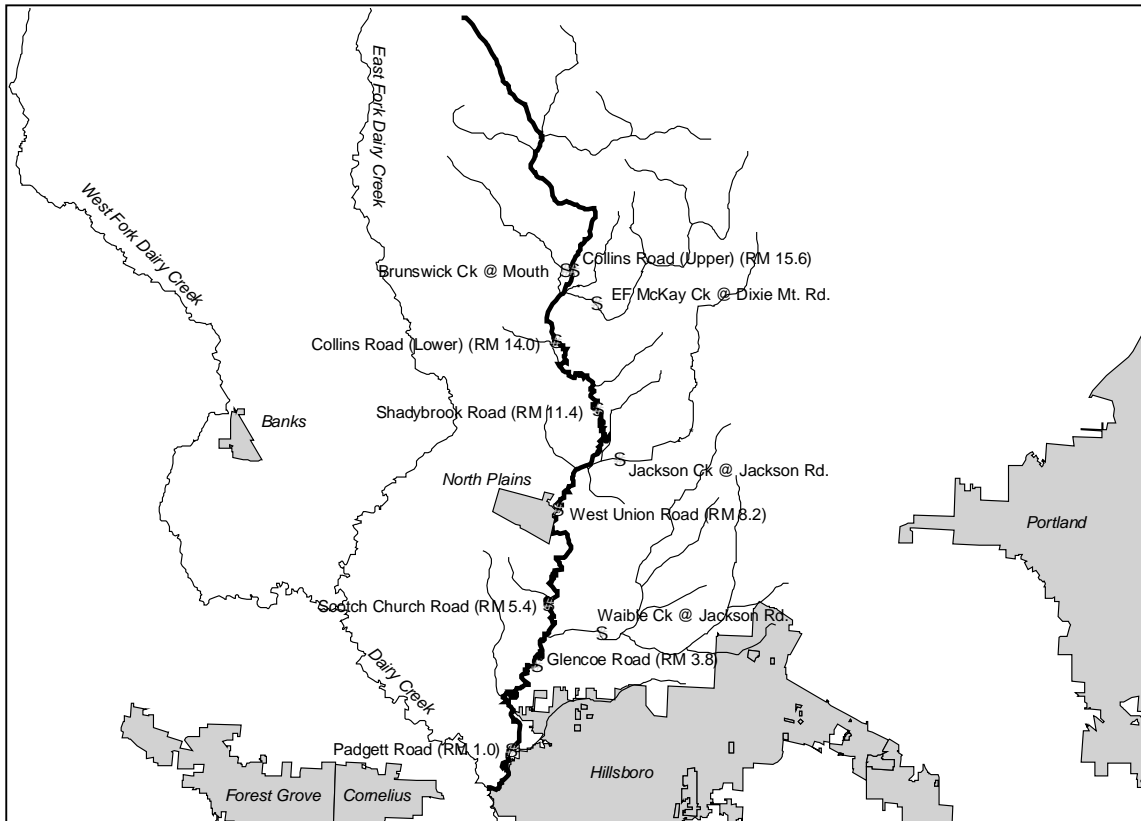 East Fork Dairy Creek
West Fork Dairy Creek
Collins Road (Upper) (RM 15.6)
Brunswick Ck @ Mouth
SS
EF McKay Ck @ Dixie Mt. Rd.
S
Collins Road (Lower) (RM 14.0)
S
Shadybrook Road (RM 11.4)
S
Banks
Jackson Ck @ Jackson Rd.
S
North Plains
West Union Road (RM 8.2)
S
Portland
Scotch Church Road (RM 5.4)
S
Waible Ck @ Jackson Rd.
S
Glencoe Road (RM 3.8)
S
Dairy Creek
Padgett Road (RM 1.0)
S
Hillsboro
Forest Grove
Cornelius